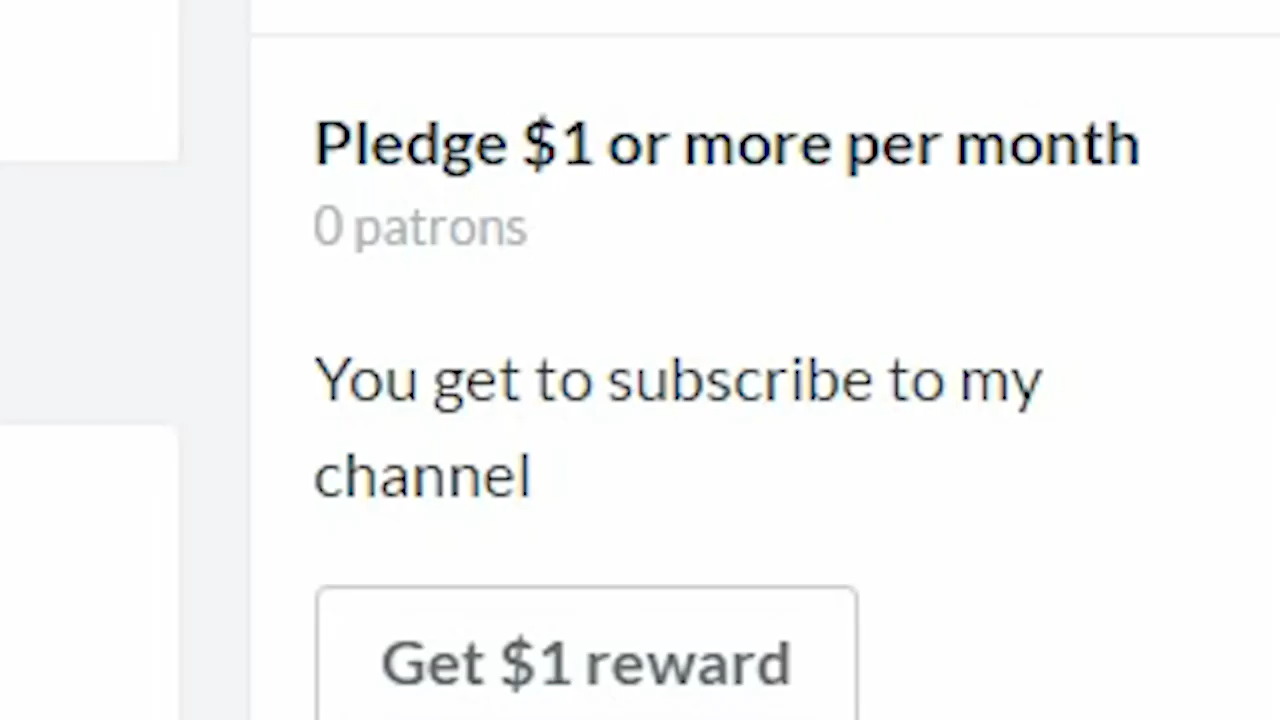 Pledge $1 or more per month
0 patrons
You get to subscribe to my
channel
Get $1 reward